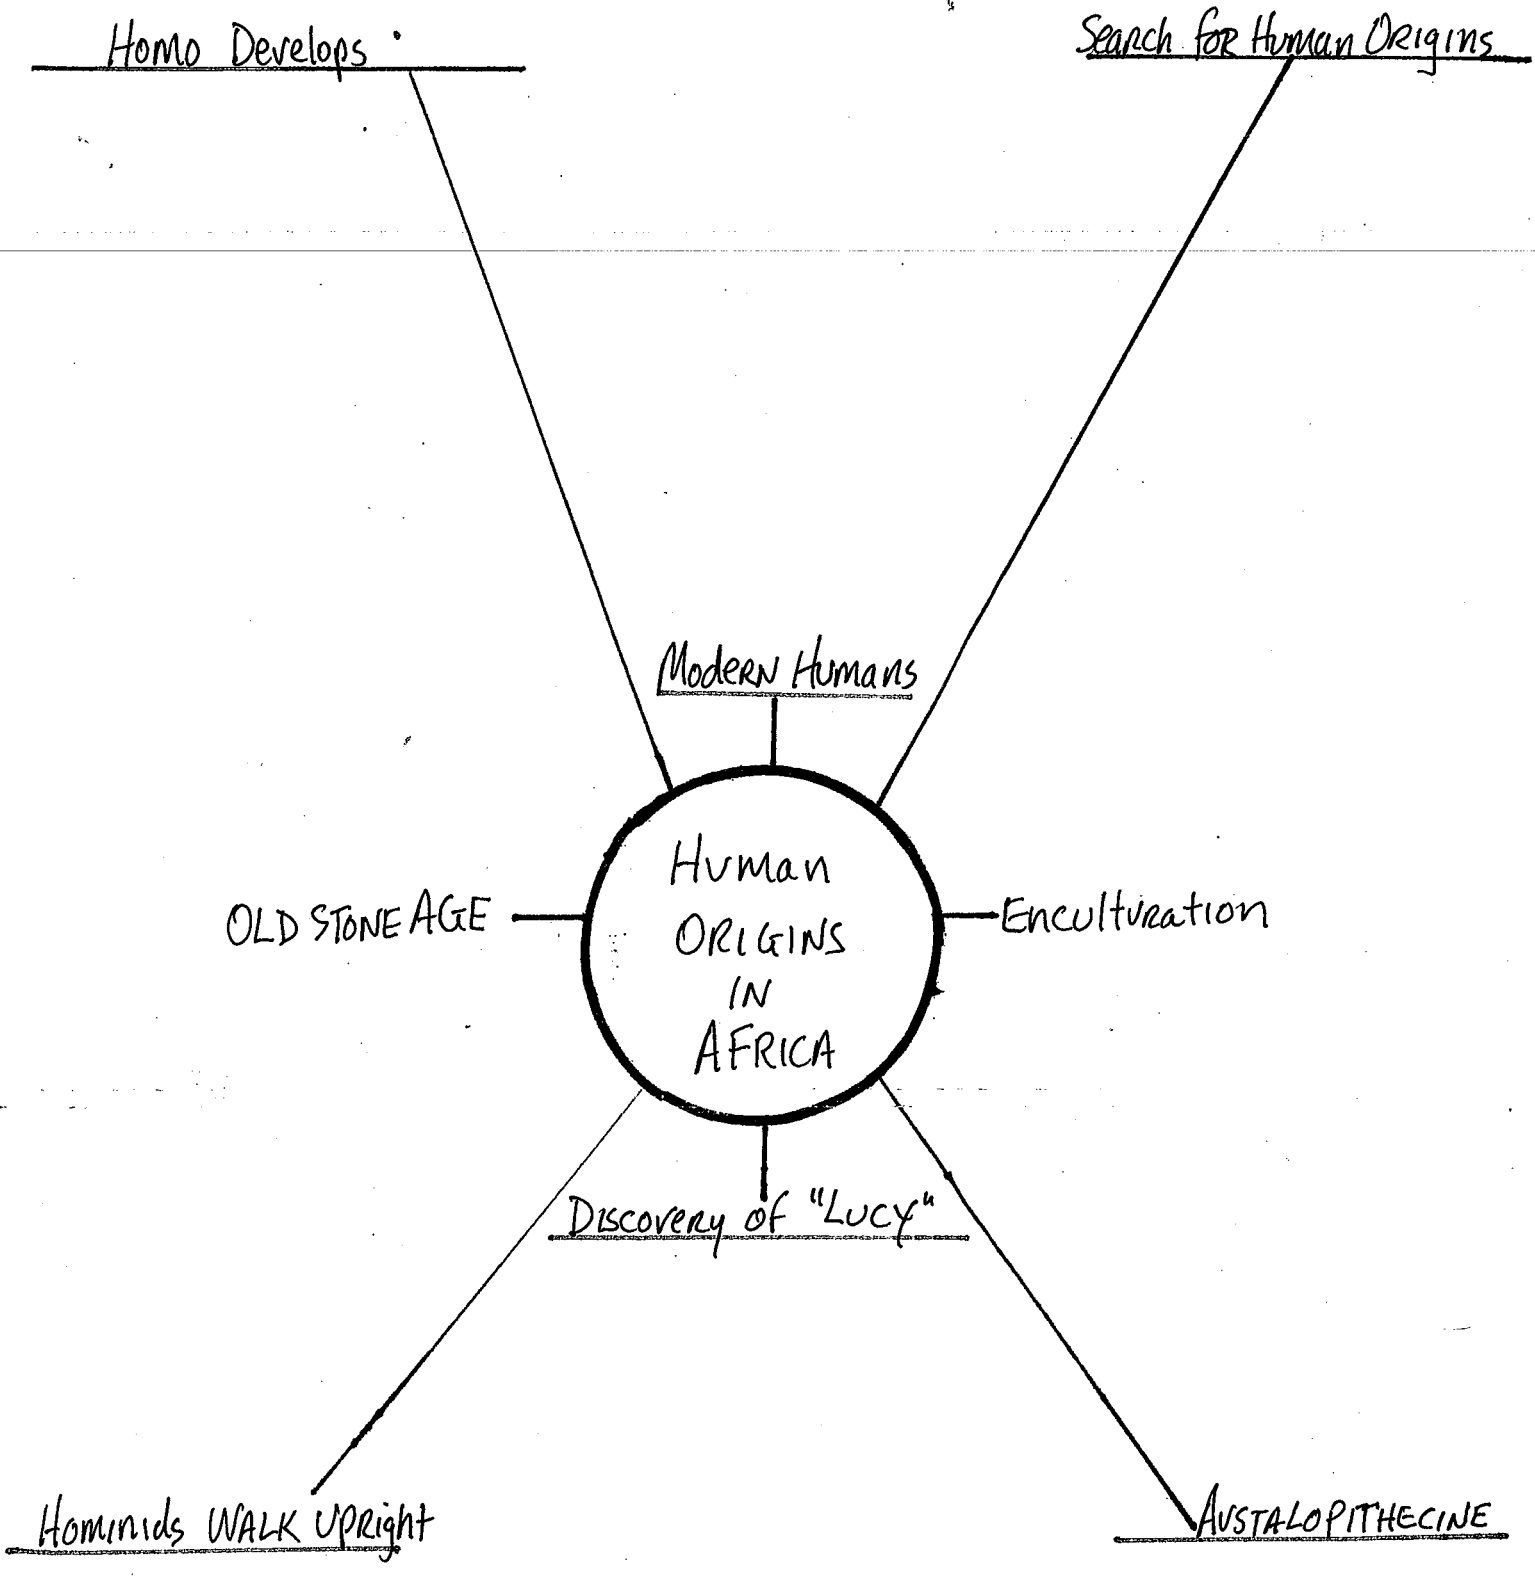 Homo Develops
Search for Human Origins
Modern Humans
Human
Origins
in
Africa
Old Stone Age
Enculturation
Discovery of "Lucy"
Hominids Walk Upright
Austalopithecine